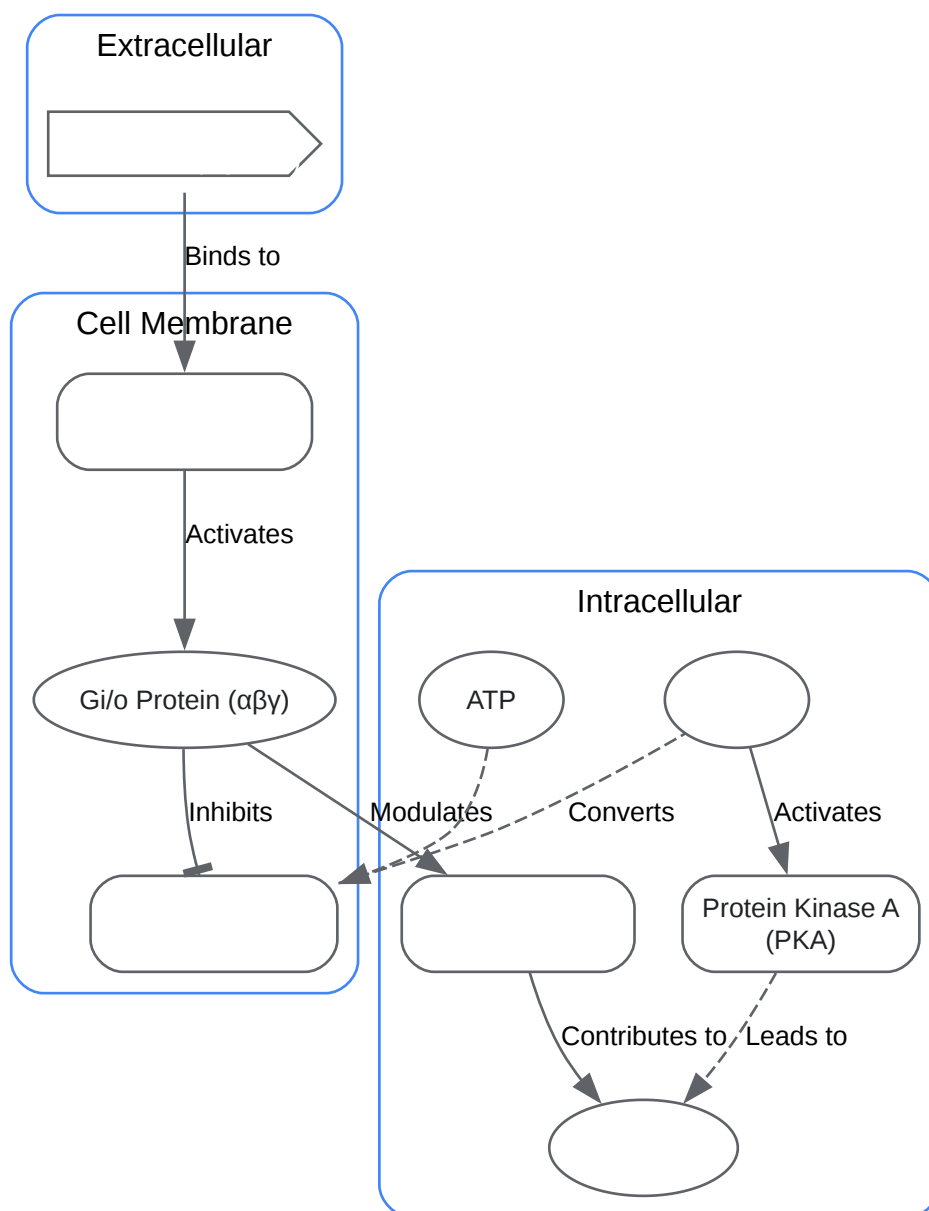 Extracellular
Binds to
Cell Membrane
Activates
Intracellular
Gi/o Protein (αβγ)
ATP
Inhibits
Modulates
Converts
Activates
Protein Kinase A
(PKA)
Contributes to
Leads to